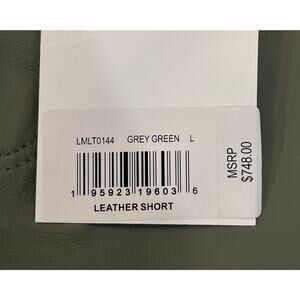 LMLT0144 GREY GREEN L
1 95923 19603 6
LEATHER SHORT
MSRP
$748.00